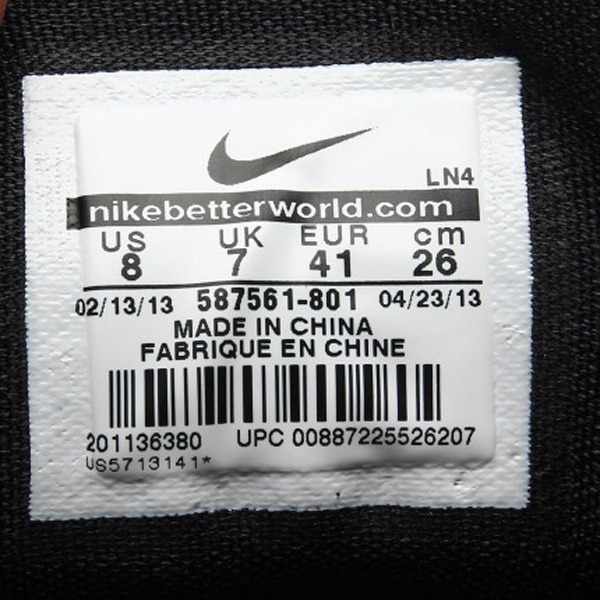 LN4
nikebetterworld.com
US UK EUR cm
8 7 41 26
02/13/13 587561-801 04/23/13
MADE IN CHINA
FABRIQUE EN CHINE
201136380 UPC 00887225526207
US5713141*